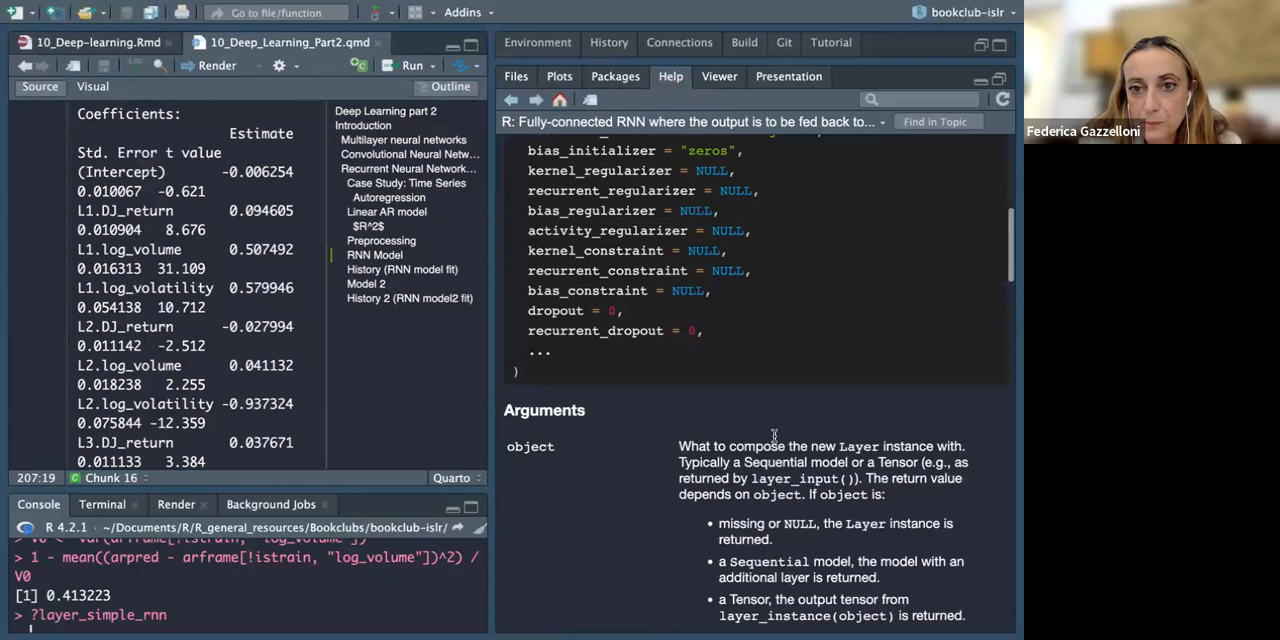 Go to file/function
Addins
bookclub-islr
10_Deep-learning.Rmd
10_Deep_Learning_Part2.qmd
Render
Run
Source
Visual
Outline
Coefficients:
Estimate
Std. Error t value
(Intercept) -0.006254
0.010067 -0.621
L1.DJ_return 0.094605
0.010904 8.676
L1.log_volume 0.507492
0.016313 31.109
L1.log_volatility 0.579946
0.054138 10.712
L2.DJ_return -0.027994
0.011142 -2.512
L2.log_volume 0.041132
0.018238 2.255
L2.log_volatility -0.937324
0.075844 -12.359
L3.DJ_return 0.037671
0.011133 3.384
Deep Learning part 2
Introduction
Multilayer neural networks
Convolutional Neural Netw...
Recurrent Neural Network...
Case Study: Time Series
Autoregression
Linear AR model
$R^2$
Preprocessing
RNN Model
History (RNN model fit)
Model 2
History 2 (RNN model2 fit)
207:19
Chunk 16
Quarto
Console
Terminal
Render
Background Jobs
R 4.2.1 · ~/Documents/R/R_general_resources/Bookclubs/bookclub-islr/
> 1 - mean((arpred - arframe[!istrain, "log_volume"])^2) /
V0
[1] 0.413223
> ?layer_simple_rnn
Environment
History
Connections
Build
Git
Tutorial
Files
Plots
Packages
Help
Viewer
Presentation
R: Fully-connected RNN where the output is to be fed back to...
Find in Topic
bias_initializer = "zeros",
kernel_regularizer = NULL,
recurrent_regularizer = NULL,
bias_regularizer = NULL,
activity_regularizer = NULL,
kernel_constraint = NULL,
recurrent_constraint = NULL,
bias_constraint = NULL,
dropout = 0,
recurrent_dropout = 0,
...
)
Arguments
object
What to compose the new Layer instance with.
Typically a Sequential model or a Tensor (e.g., as
returned by layer_input()). The return value
depends on object. If object is:
• missing or NULL, the Layer instance is
returned.
• a Sequential model, the model with an
additional layer is returned.
• a Tensor, the output tensor from
layer_instance(object) is returned.
Federica Gazzelloni